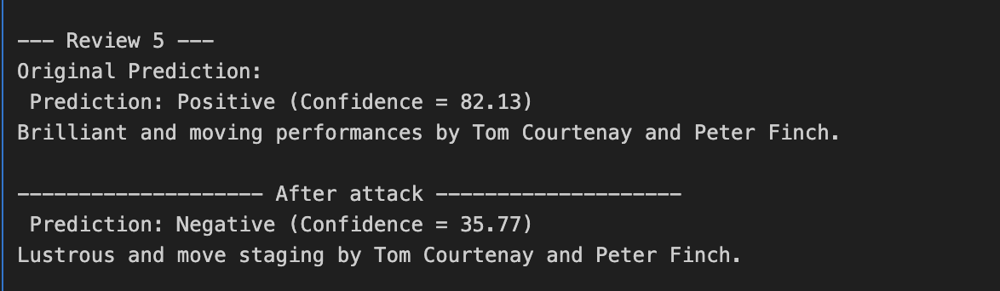 --- Review 5 ---
Original Prediction:
Prediction: Positive (Confidence = 82.13)
Brilliant and moving performances by Tom Courtenay and Peter Finch.
-------------------- After attack --------------------
Prediction: Negative (Confidence = 35.77)
Lustrous and move staging by Tom Courtenay and Peter Finch.